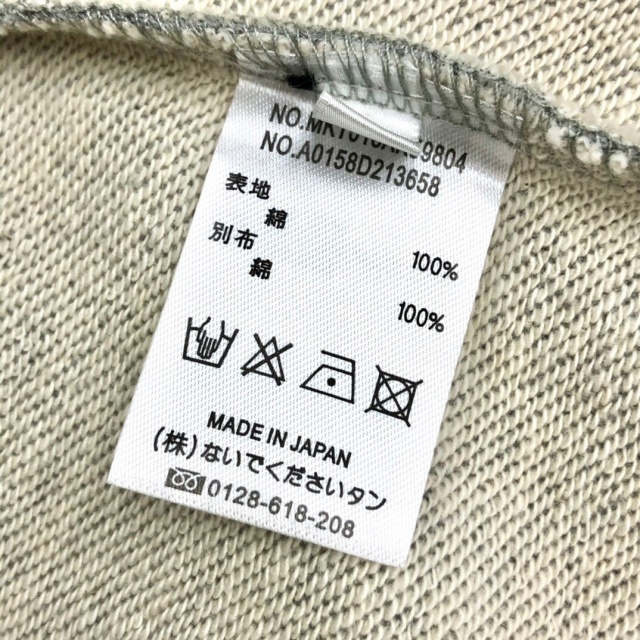 NO.A0158D213658
表地
綿 100%
別布
綿 100%
MADE IN JAPAN
(株)ないでくださいタン
0128-618-208